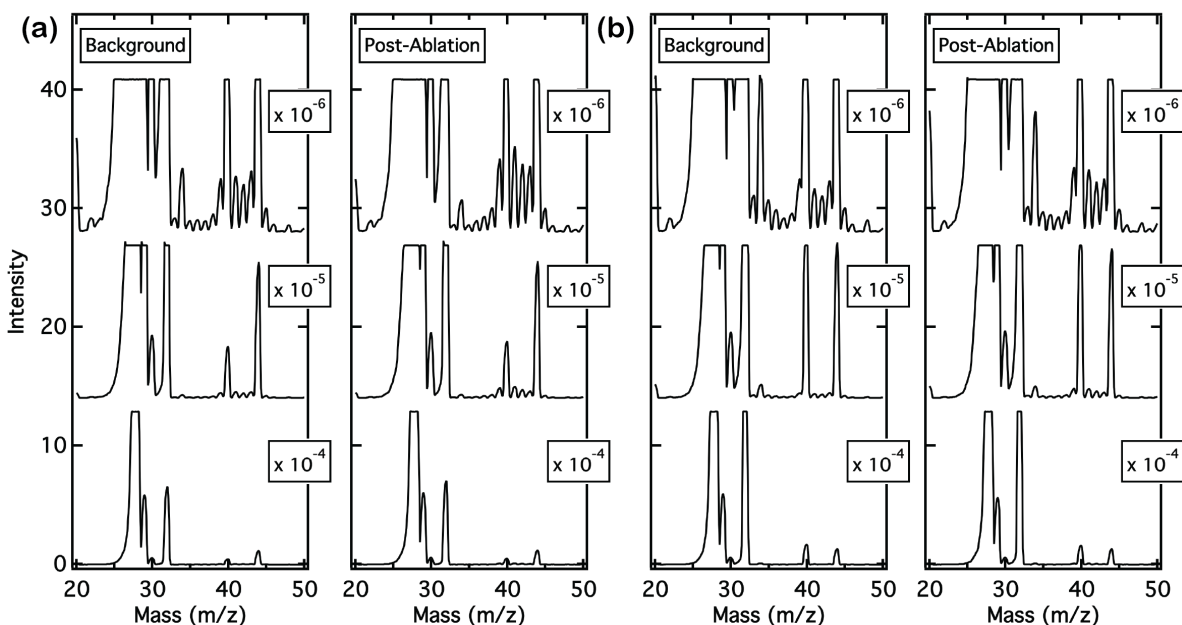 (a)
Background
Post-Ablation
(b)
Background
Post-Ablation
40
x 10⁻⁶
x 10⁻⁶
x 10⁻⁶
x 10⁻⁶
30
Intensity
x 10⁻⁵
x 10⁻⁵
x 10⁻⁵
x 10⁻⁵
20
10
x 10⁻⁴
x 10⁻⁴
x 10⁻⁴
x 10⁻⁴
0
20 30 40 50
20 30 40 50
20 30 40 50
20 30 40 50
Mass (m/z)
Mass (m/z)
Mass (m/z)
Mass (m/z)